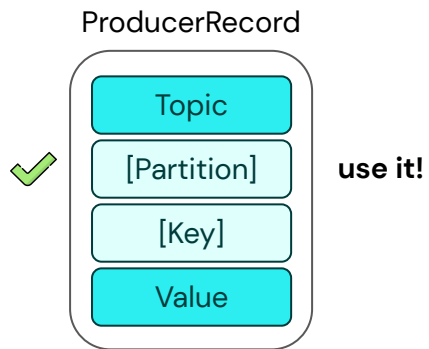 ProducerRecord
Topic
[Partition]
use it!
[Key]
Value